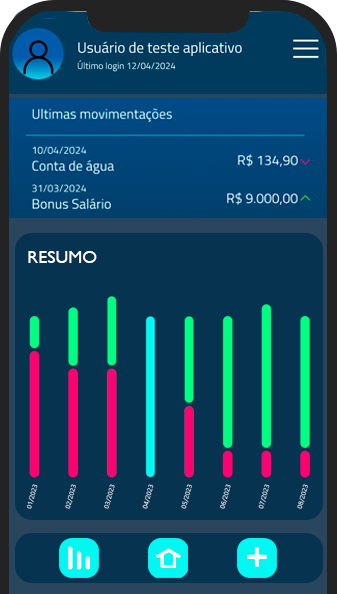 Usuário de teste aplicativo
Último login 12/04/2024
Ultimas movimentações
10/04/2024
Conta de água
R$ 134,90
31/03/2024
Bonus Salário
R$ 9.000,00
RESUMO
01/2023
02/2023
03/2023
04/2023
05/2023
06/2023
07/2023
08/2023